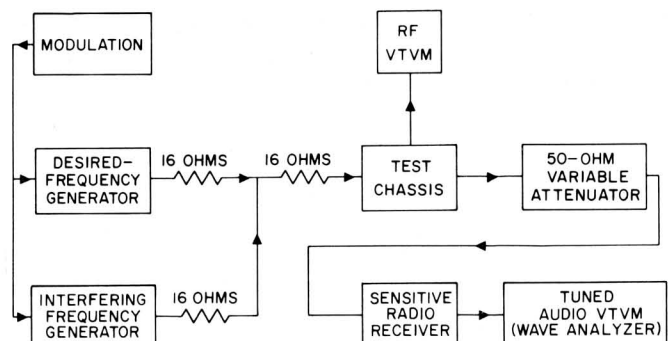 MODULATION
RF
VTVM
DESIRED-
FREQUENCY
GENERATOR
16 OHMS
16 OHMS
TEST
CHASSIS
50-OHM
VARIABLE
ATTENUATOR
INTERFERING
FREQUENCY
GENERATOR
16 OHMS
SENSITIVE
RADIO
RECEIVER
TUNED
AUDIO VTVM
(WAVE ANALYZER)